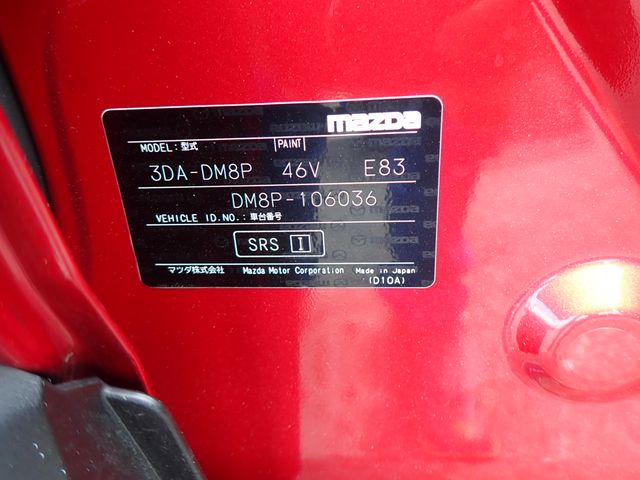 mazda
MODEL: 型式 PAINT
3DA-DM8P 46V E83
DM8P-106036
VEHICLE ID.NO.: 車台番号
SRS I
マツダ株式会社 Mazda Motor Corporation Made in Japan
(D10A)